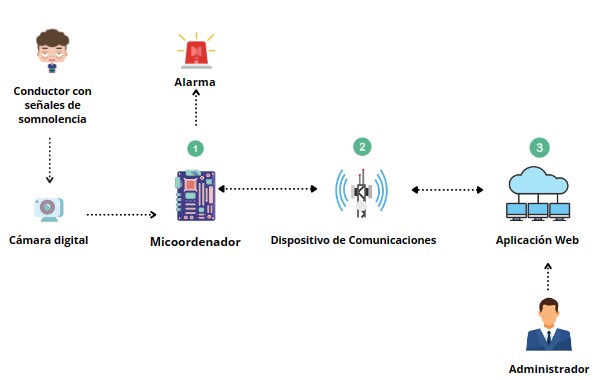 Conductor con
señales de
somnolencia
Alarma
1
2
3
Cámara digital
Micoordenador
Dispositivo de Comunicaciones
Aplicación Web
Administrador